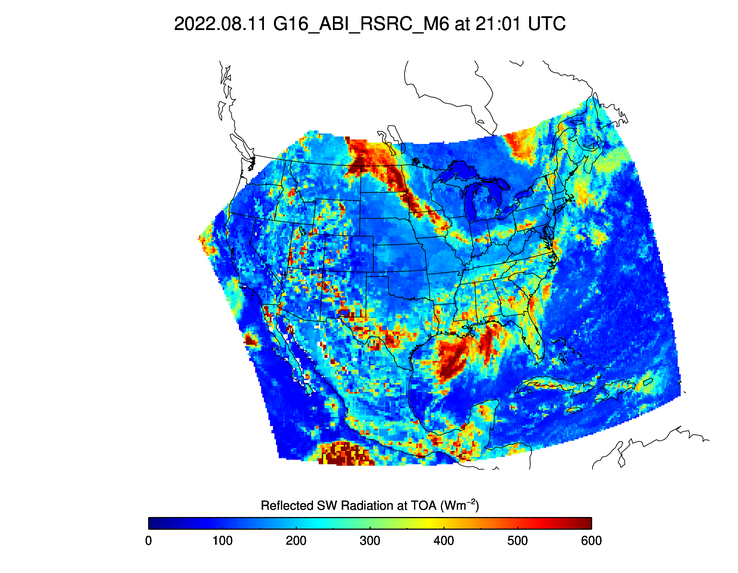 2022.08.11 G16_ABI_RSRC_M6 at 21:01 UTC
Reflected SW Radiation at TOA (Wm⁻²)
0 100 200 300 400 500 600